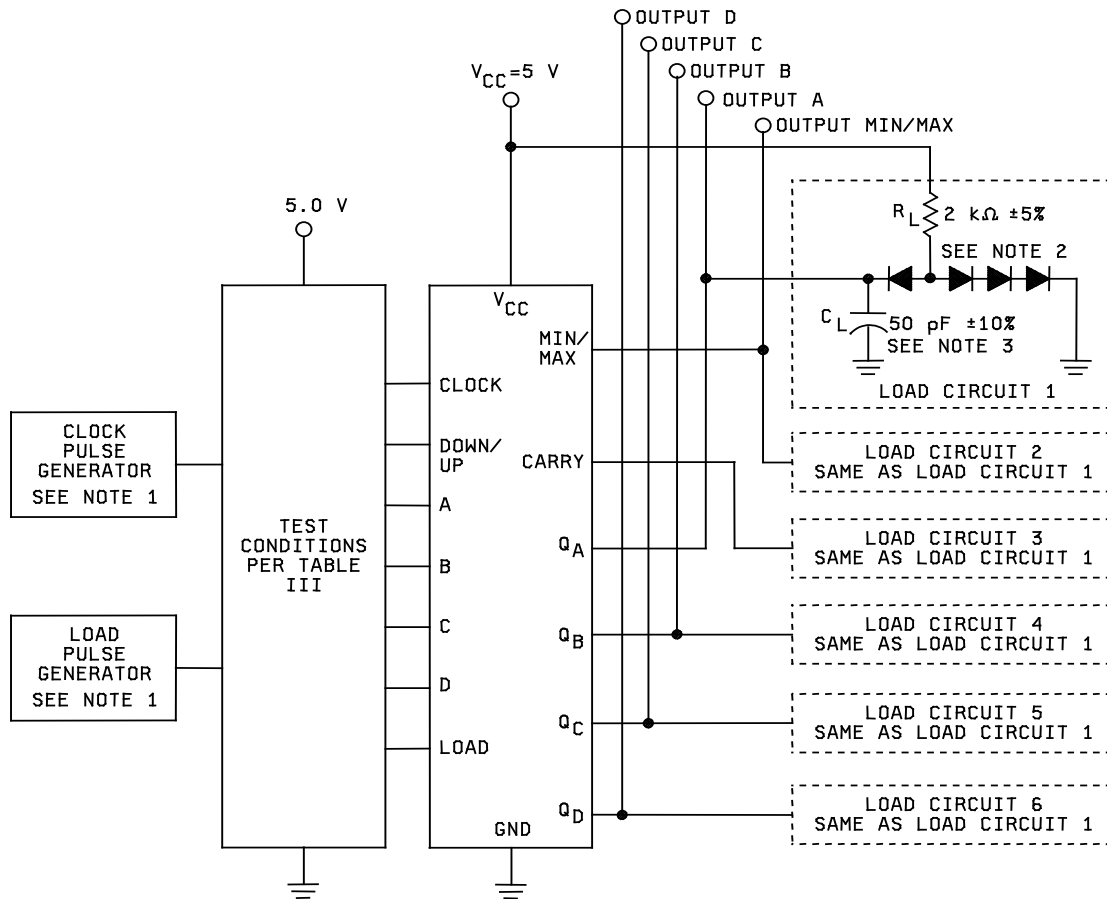 OUTPUT D
OUTPUT C
OUTPUT B
OUTPUT A
OUTPUT MIN/MAX
VCC=5 V
5.0 V
RL 2 kΩ ±5%
SEE NOTE 2
CL 50 pF ±10%
SEE NOTE 3
LOAD CIRCUIT 1
VCC
MIN/
MAX
CLOCK
DOWN/
UP
CARRY
A
QA
B
C
QB
D
QC
LOAD
QD
GND
CLOCK
PULSE
GENERATOR
SEE NOTE 1
LOAD
PULSE
GENERATOR
SEE NOTE 1
TEST
CONDITIONS
PER TABLE
III
LOAD CIRCUIT 2
SAME AS LOAD CIRCUIT 1
LOAD CIRCUIT 3
SAME AS LOAD CIRCUIT 1
LOAD CIRCUIT 4
SAME AS LOAD CIRCUIT 1
LOAD CIRCUIT 5
SAME AS LOAD CIRCUIT 1
LOAD CIRCUIT 6
SAME AS LOAD CIRCUIT 1